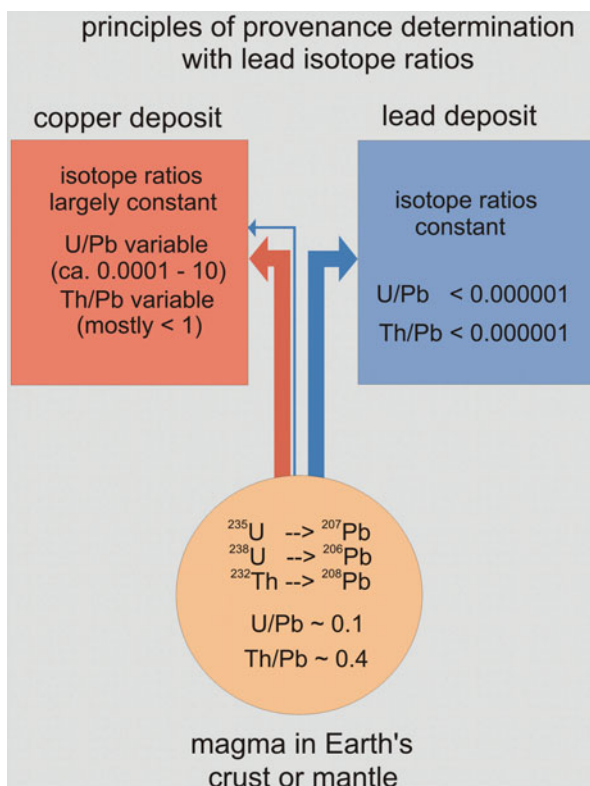 principles of provenance determination
with lead isotope ratios
copper deposit
isotope ratios
largely constant
U/Pb variable
(ca. 0.0001 - 10)
Th/Pb variable
(mostly < 1)
lead deposit
isotope ratios
constant
U/Pb < 0.000001
Th/Pb < 0.000001
²³⁵U --> ²⁰⁷Pb
²³⁸U --> ²⁰⁶Pb
²³²Th --> ²⁰⁸Pb
U/Pb ~ 0.1
Th/Pb ~ 0.4
magma in Earth's
crust or mantle